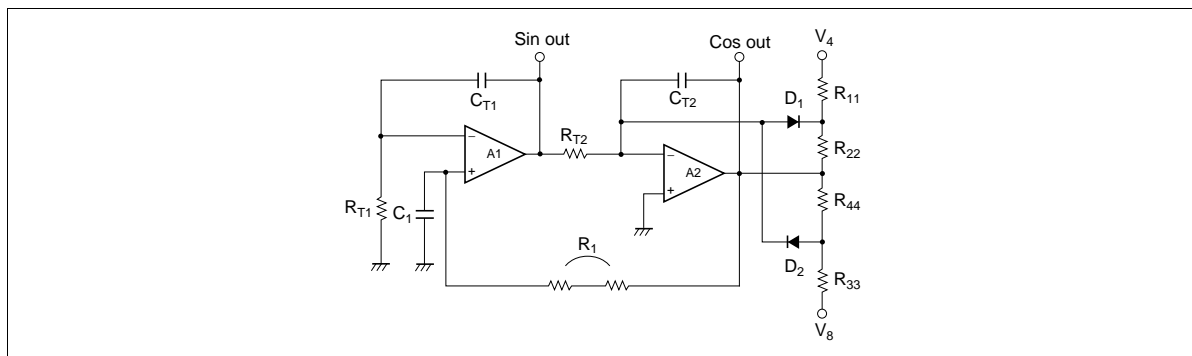 Sin out
Cos out
V4
CT1
CT2
R11
D1
RT2
−
A1
+
R22
−
A2
+
RT1
C1
R44
R1
D2
R33
V8